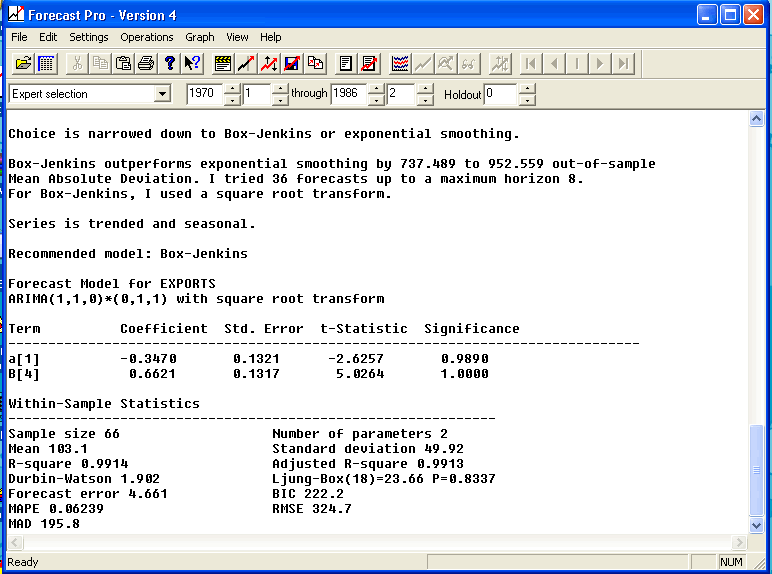 Forecast Pro - Version 4
File Edit Settings Operations Graph View Help
Expert selection 1970 1 through 1986 2 Holdout 0
Choice is narrowed down to Box-Jenkins or exponential smoothing.
Box-Jenkins outperforms exponential smoothing by 737.489 to 952.559 out-of-sample
Mean Absolute Deviation. I tried 36 forecasts up to a maximum horizon 8.
For Box-Jenkins, I used a square root transform.
Series is trended and seasonal.
Recommended model: Box-Jenkins
Forecast Model for EXPORTS
ARIMA(1,1,0)*(0,1,1) with square root transform
Term Coefficient Std. Error t-Statistic Significance
a[1] -0.3470 0.1321 -2.6257 0.9890
B[4] 0.6621 0.1317 5.0264 1.0000
Within-Sample Statistics
Sample size 66 Number of parameters 2
Mean 103.1 Standard deviation 49.92
R-square 0.9914 Adjusted R-square 0.9913
Durbin-Watson 1.902 Ljung-Box(18)=23.66 P=0.8337
Forecast error 4.661 BIC 222.2
MAPE 0.06239 RMSE 324.7
MAD 195.8
Ready NUM